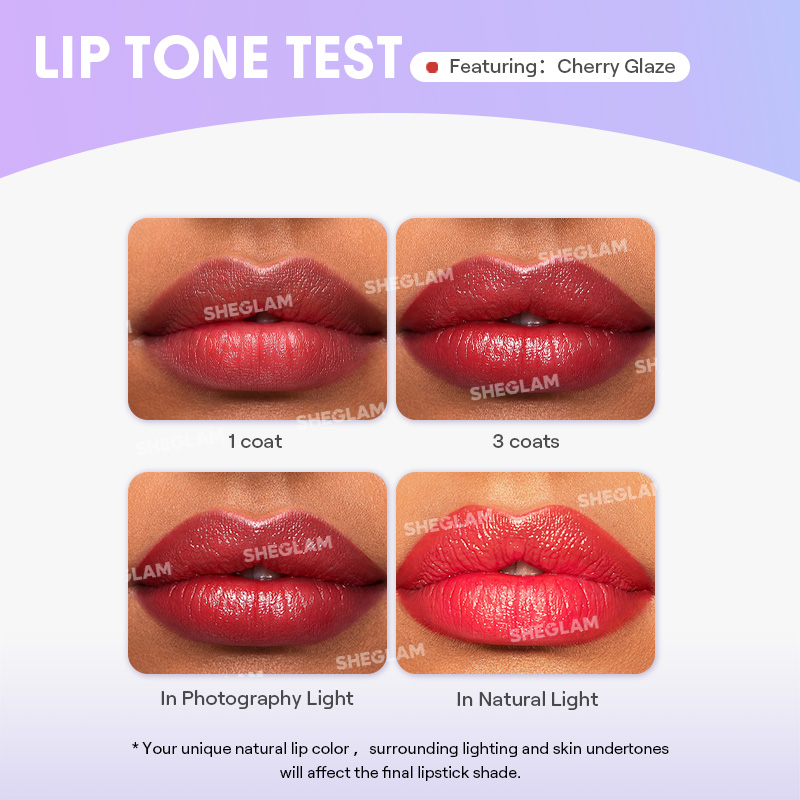 LIP TONE TEST
Featuring： Cherry Glaze
SHEGLAM
SHEGLAM
SHEGLAM
SHEGLAM
SHEGLAM
SHEGLAM
1 coat
3 coats
SHEGLAM
SHEGLAM
SHEGLAM
SHEGLAM
SHEGLAM
In Photography Light
In Natural Light
* Your unique natural lip color ， surrounding lighting and skin undertones
will affect the final lipstick shade.